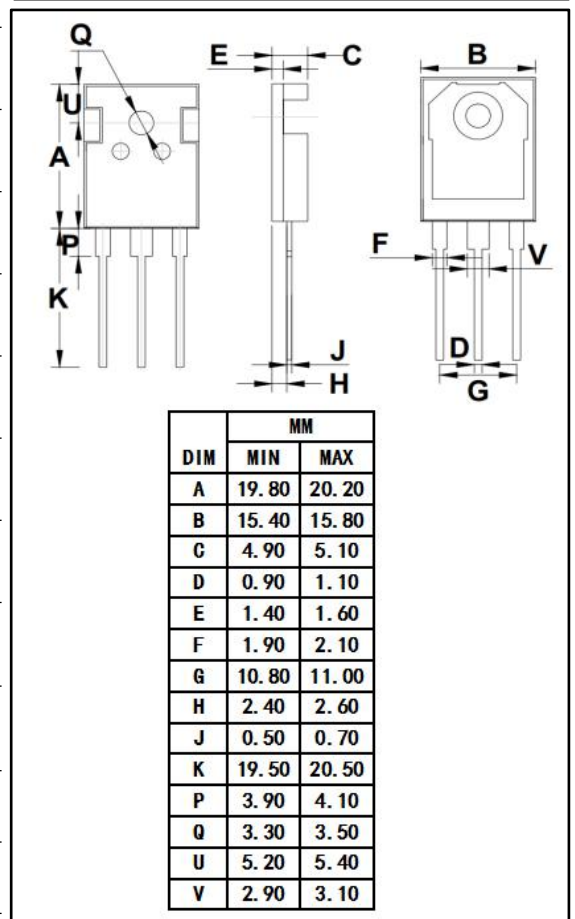 Q
E C B
U
A
P
K
F V
J
H
D
G
MM
DIM MIN MAX
A 19.80 20.20
B 15.40 15.80
C 4.90 5.10
D 0.90 1.10
E 1.40 1.60
F 1.90 2.10
G 10.80 11.00
H 2.40 2.60
J 0.50 0.70
K 19.50 20.50
P 3.90 4.10
Q 3.30 3.50
U 5.20 5.40
V 2.90 3.10